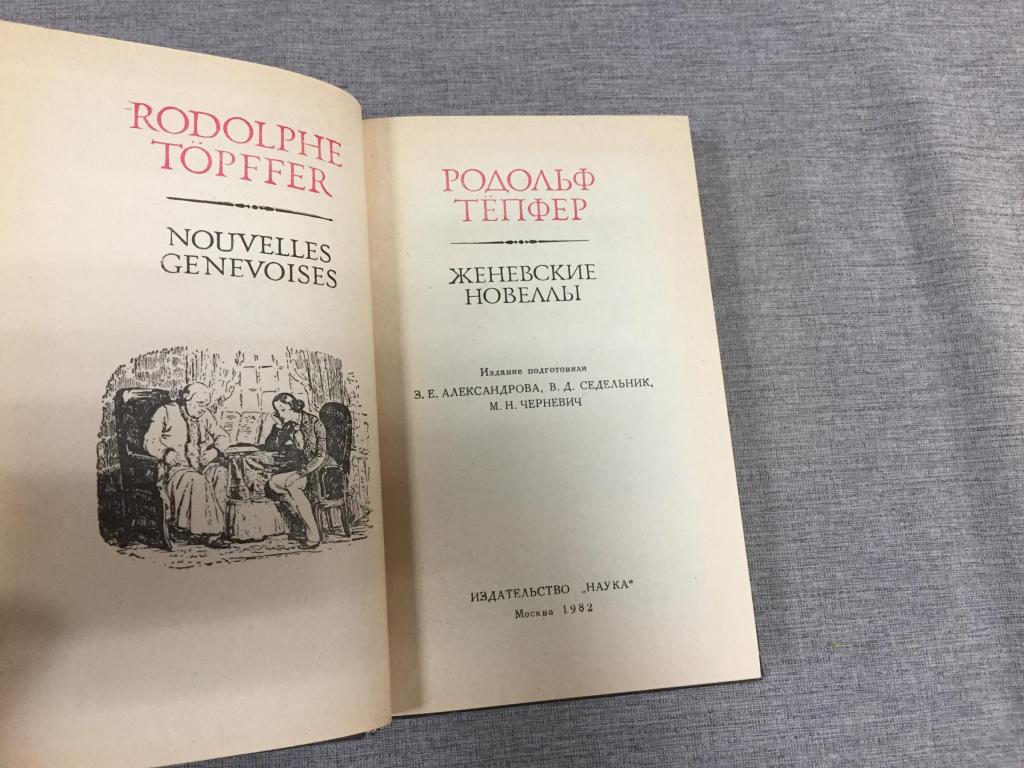 RODOLPHE
TÖPFFER
NOUVELLES
GENEVOISES
РОДОЛЬФ
ТЁПФЕР
ЖЕНЕВСКИЕ
НОВЕЛЛЫ
Издание подготовили
З. Е. АЛЕКСАНДРОВА, В. Д. СЕДЕЛЬНИК,
М. Н. ЧЕРНЕВИЧ
ИЗДАТЕЛЬСТВО „НАУКА“
Москва 1982